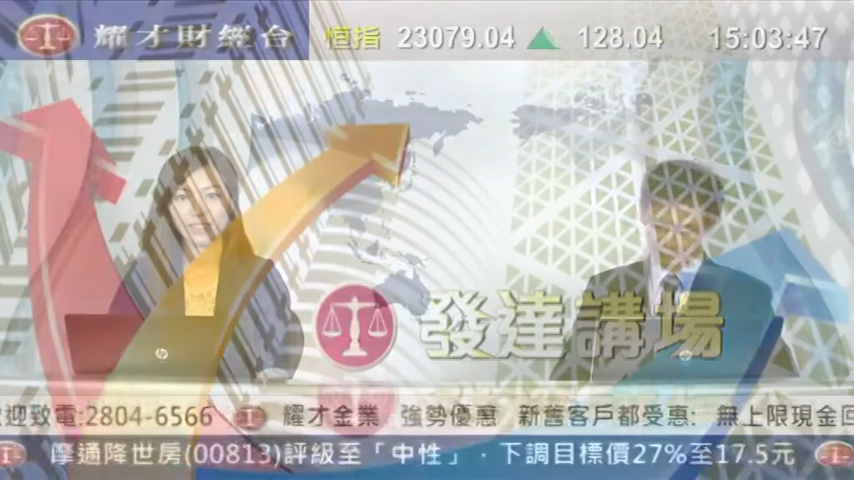 耀才財經台 恒指 23079.04 128.04 15:03:47
發達講場
hp hp
迎致電:2804-6566 耀才金業 強勢優惠 新舊客戶都受惠: 無上限現金回
摩通降世房(00813)評級至「中性」，下調目標價27%至17.5元